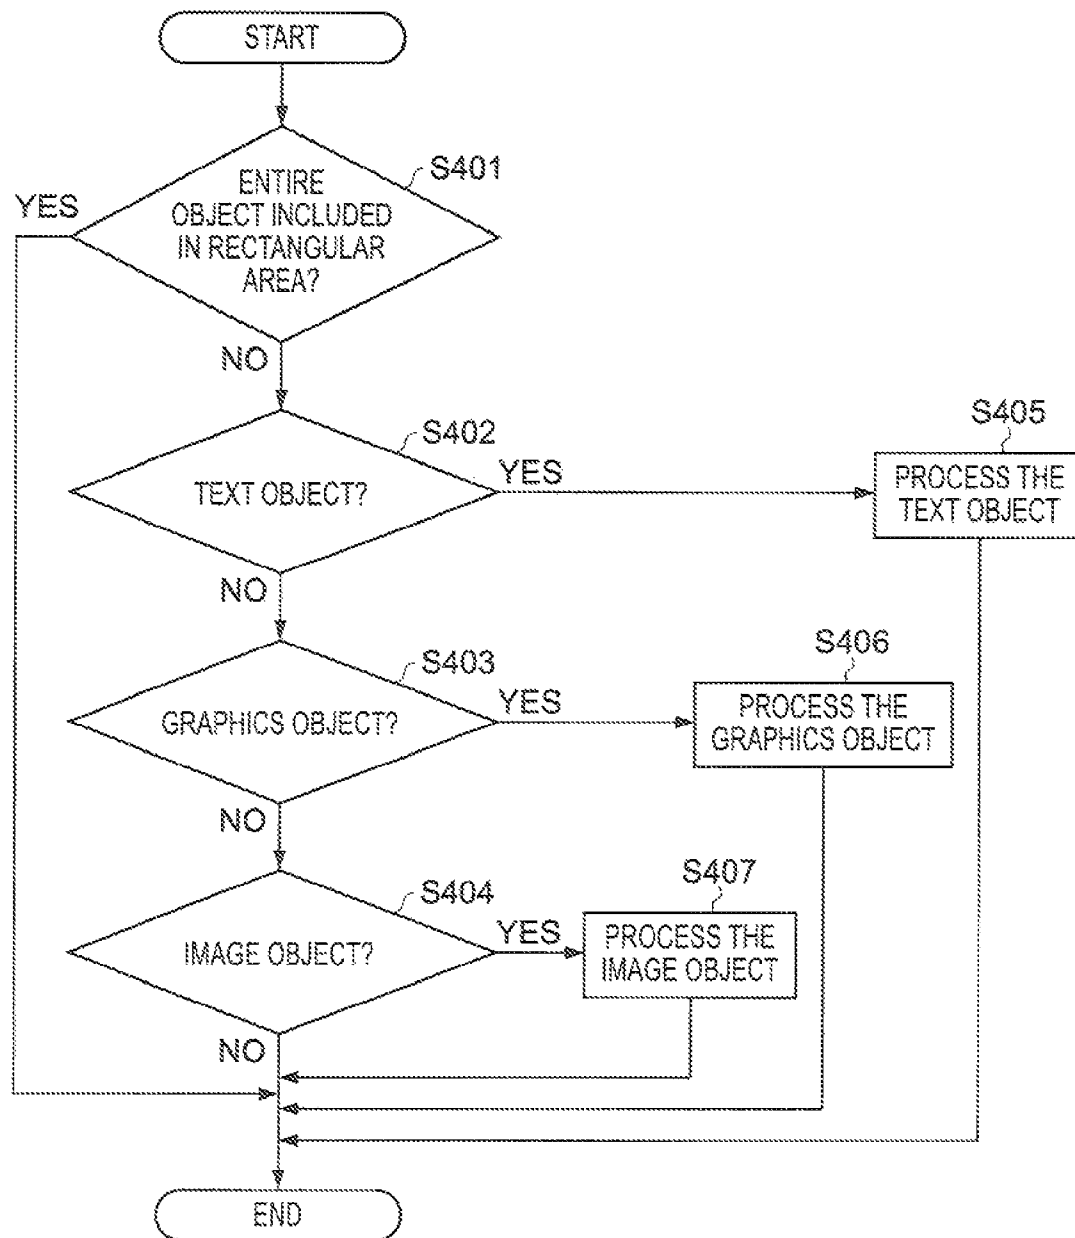 START
S401
YES
ENTIRE
OBJECT INCLUDED
IN RECTANGULAR
AREA?
NO
S402
S405
TEXT OBJECT?
YES
PROCESS THE
TEXT OBJECT
NO
S403
S406
GRAPHICS OBJECT?
YES
PROCESS THE
GRAPHICS OBJECT
NO
S404
S407
IMAGE OBJECT?
YES
PROCESS THE
IMAGE OBJECT
NO
END